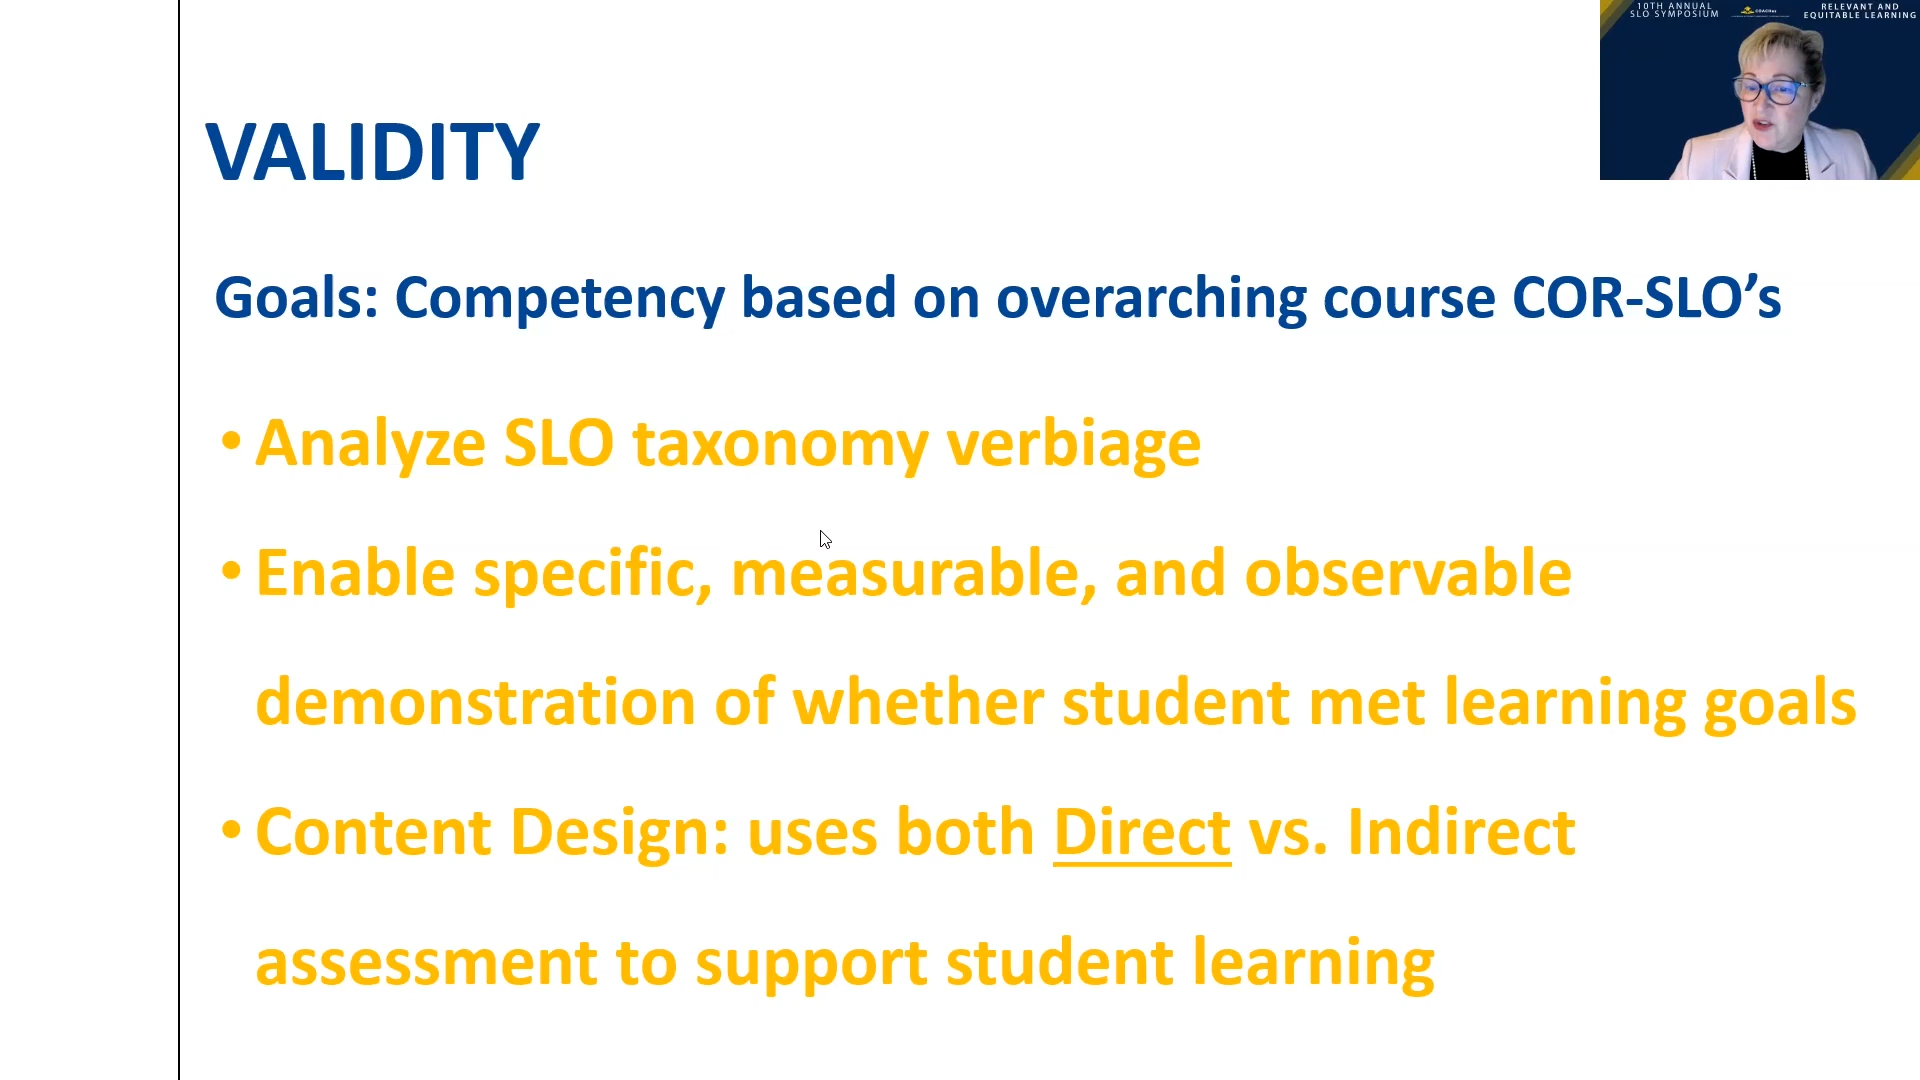 10TH ANNUAL
SLO SYMPOSIUM
COACHes
RELEVANT AND
EQUITABLE LEARNING
VALIDITY
Goals: Competency based on overarching course COR-SLO’s
• Analyze SLO taxonomy verbiage
• Enable specific, measurable, and observable
demonstration of whether student met learning goals
• Content Design: uses both Direct vs. Indirect
assessment to support student learning